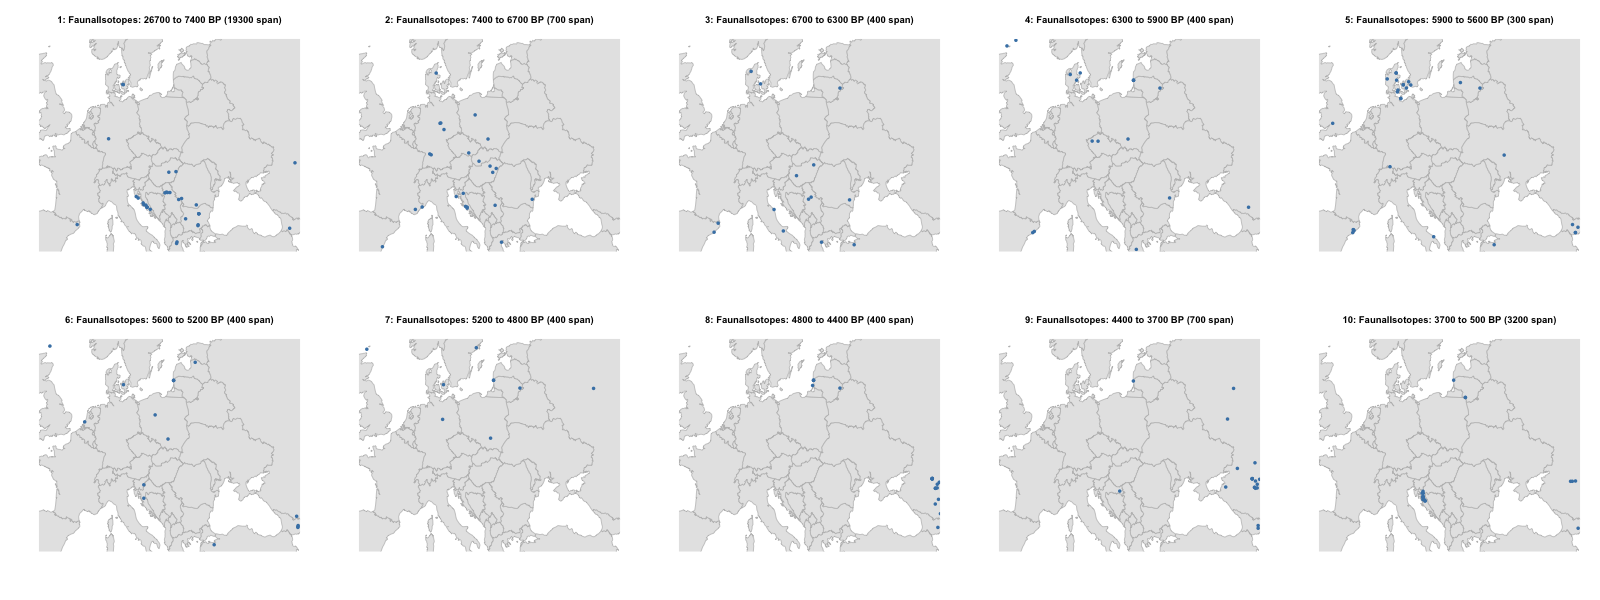 1: FaunalIsotopes: 26700 to 7400 BP (19300 span)
2: FaunalIsotopes: 7400 to 6700 BP (700 span)
3: FaunalIsotopes: 6700 to 6300 BP (400 span)
4: FaunalIsotopes: 6300 to 5900 BP (400 span)
5: FaunalIsotopes: 5900 to 5600 BP (300 span)
6: FaunalIsotopes: 5600 to 5200 BP (400 span)
7: FaunalIsotopes: 5200 to 4800 BP (400 span)
8: FaunalIsotopes: 4800 to 4400 BP (400 span)
9: FaunalIsotopes: 4400 to 3700 BP (700 span)
10: FaunalIsotopes: 3700 to 500 BP (3200 span)